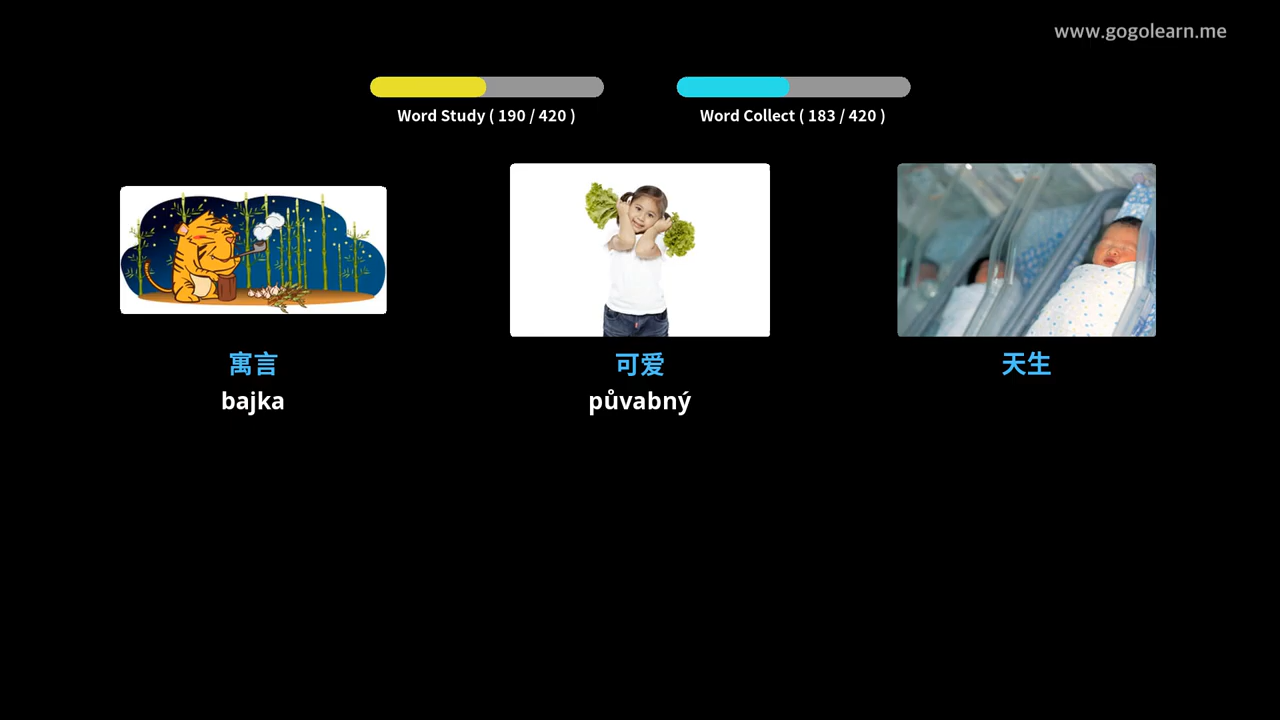 www.gogolearn.me
Word Study ( 190 / 420 )
Word Collect ( 183 / 420 )
寓言
可爱
天生
bajka
půvabný